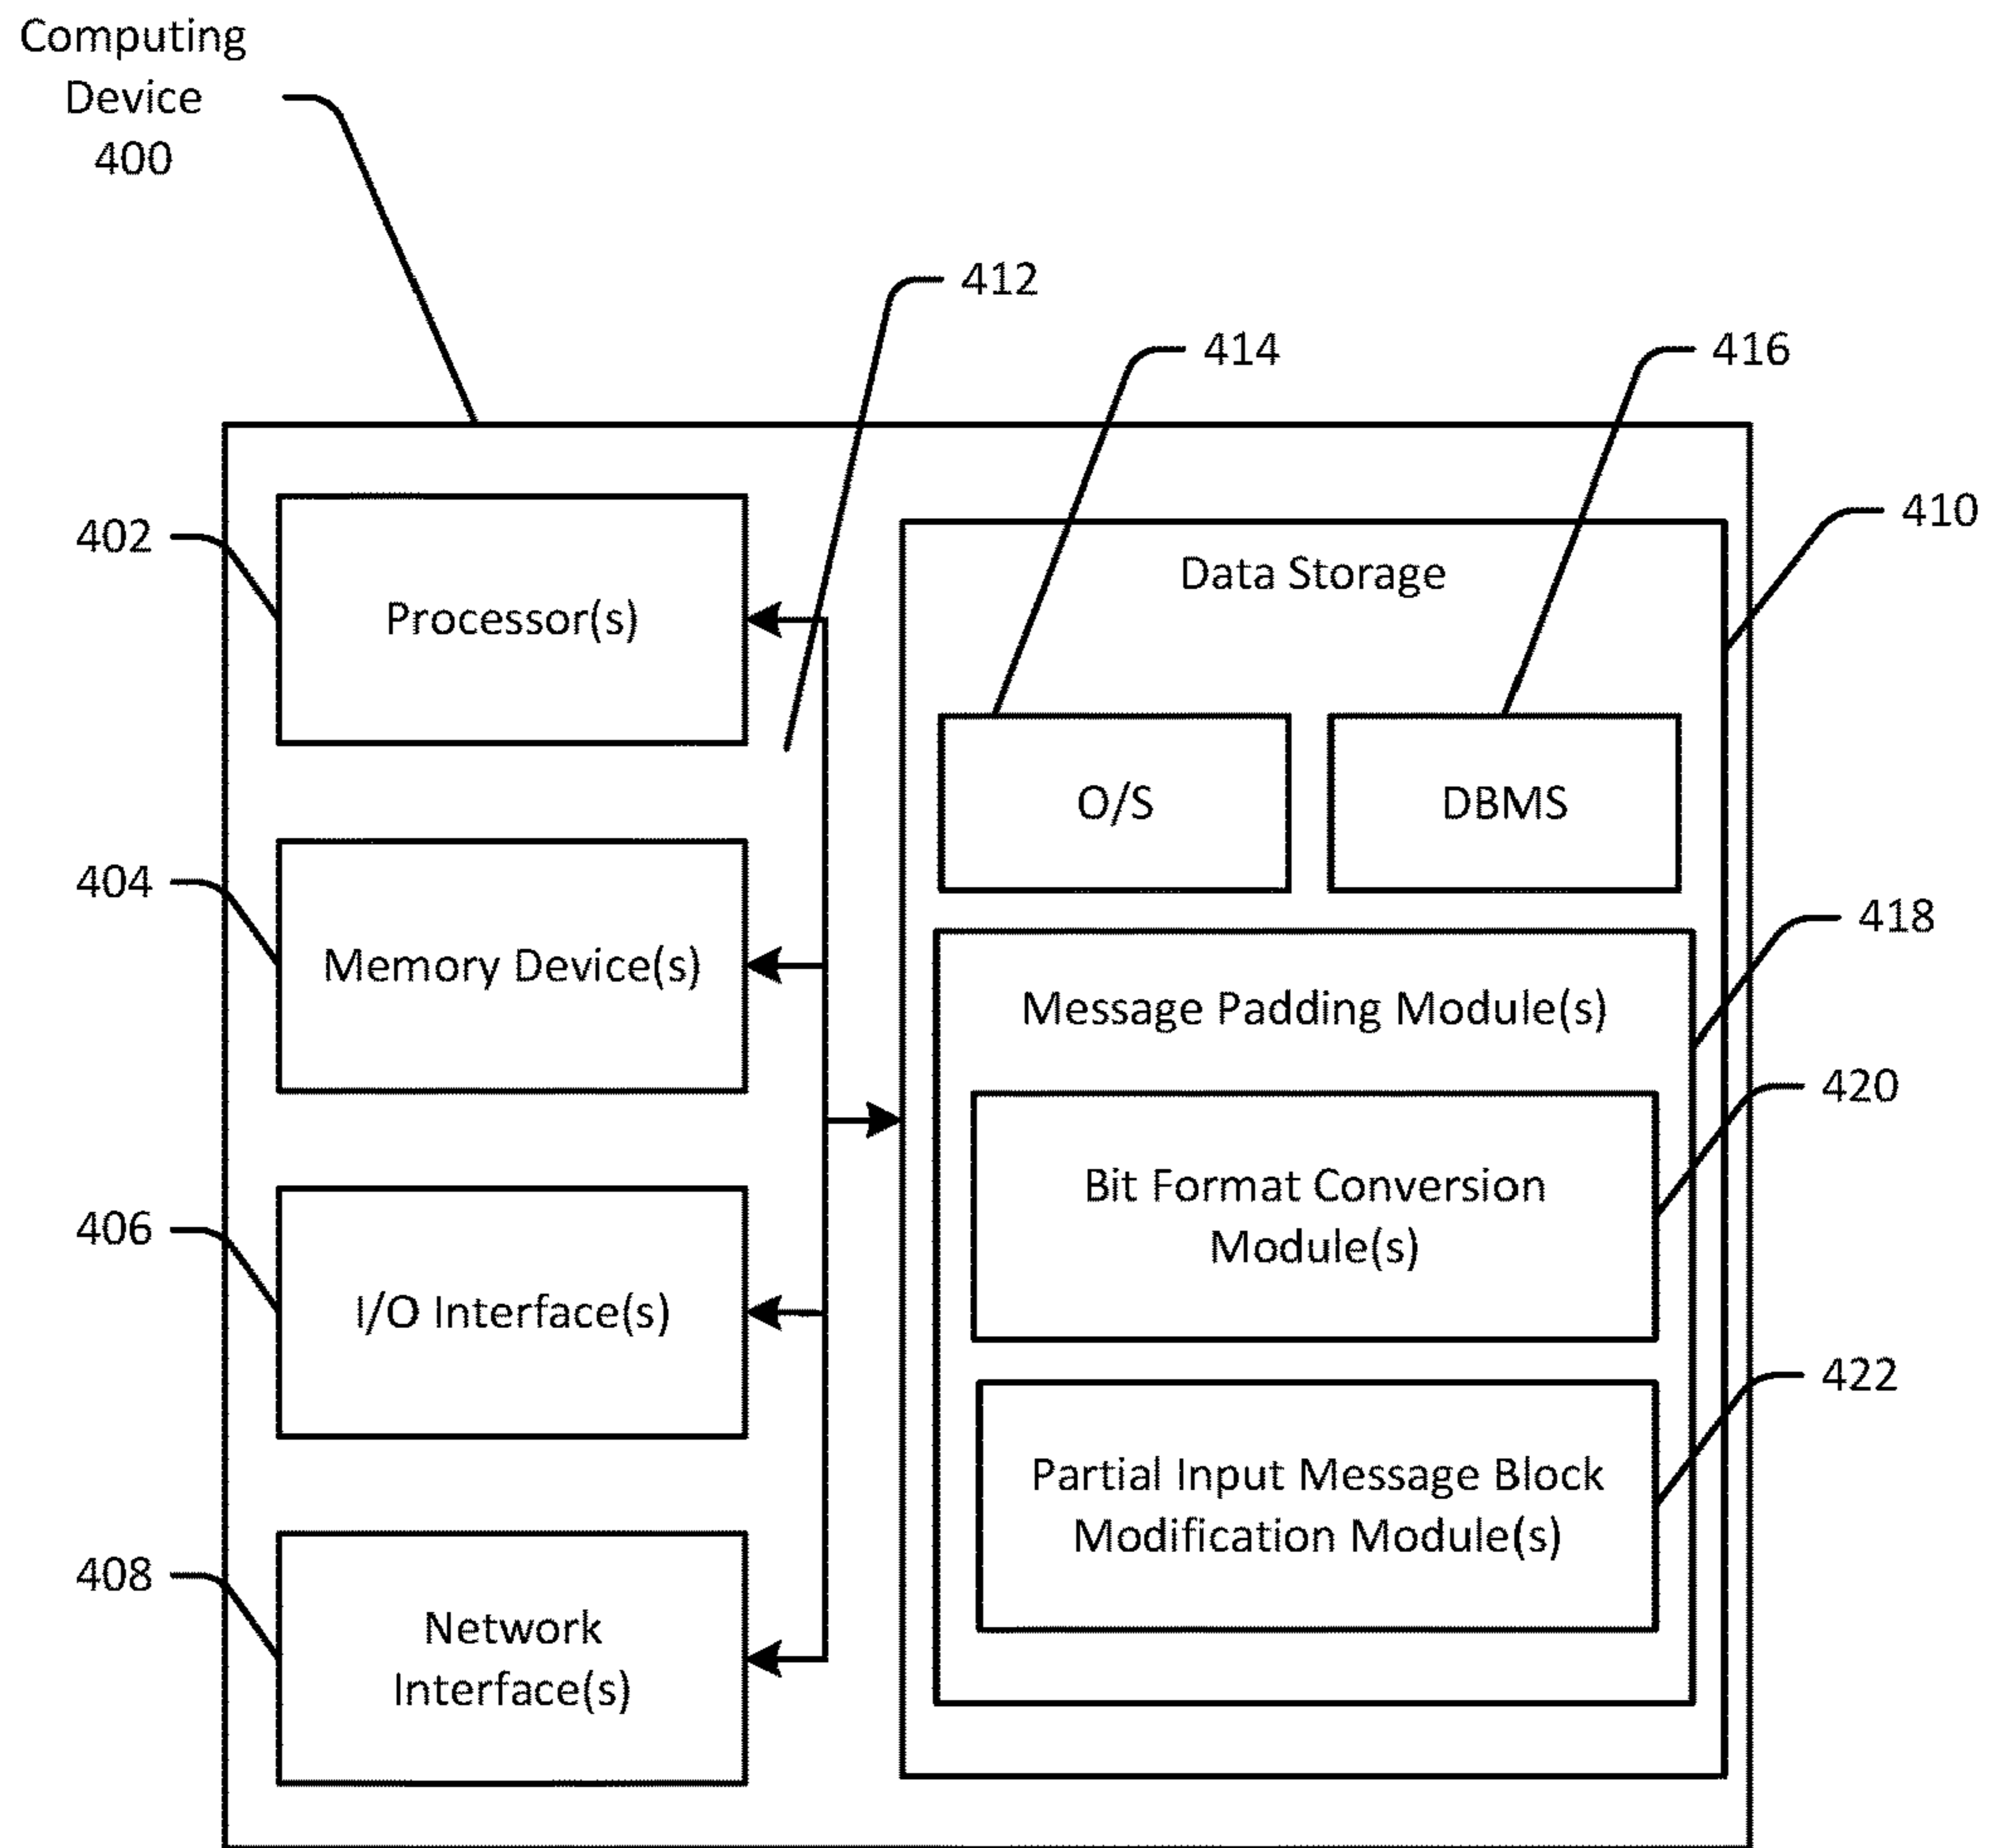 Computing
Device
400
412
414
416
410
402
Processor(s)
Data Storage
O/S
DBMS
404
Memory Device(s)
418
Message Padding Module(s)
420
Bit Format Conversion
Module(s)
406
I/O Interface(s)
422
Partial Input Message Block
Modification Module(s)
408
Network
Interface(s)